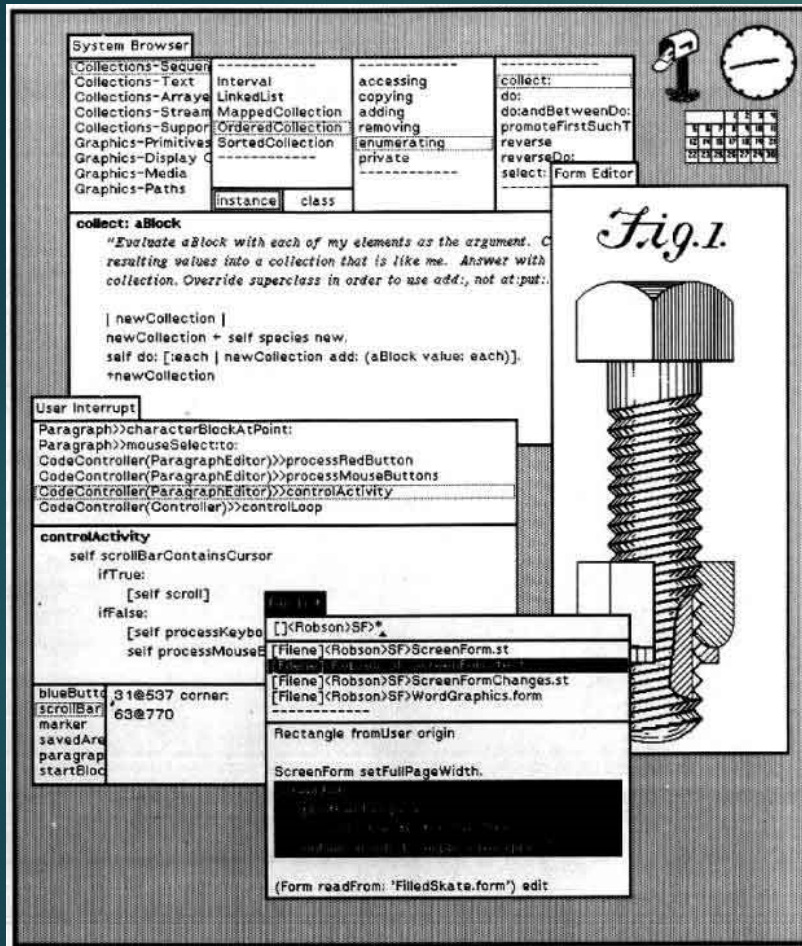 System Browser
Collections-Sequen
Collections-Text
Collections-Arraye
Collections-Stream
Collections-Suppor
Graphics-Primitives
Graphics-Display
Graphics-Media
Graphics-Paths
------------
Interval
LinkedList
MappedCollection
OrderedCollection
SortedCollection
------------
instance class
------------
accessing
copying
adding
removing
enumerating
private
------------
------------
collect:
do:
do:andBetweenDo:
promoteFirstSuchT
reverse
reverseDo:
select:
collect: aBlock
"Evaluate aBlock with each of my elements as the argument. C
resulting values into a collection that is like me. Answer with
collection. Override superclass in order to use add:, not at:put:.
| newCollection |
newCollection ← self species new.
self do: [:each | newCollection add: (aBlock value: each)].
↑newCollection
Form Editor
Fig.1.
User Interrupt
Paragraph>>characterBlockAtPoint:
Paragraph>>mouseSelect:to:
CodeController(ParagraphEditor)>>processRedButton
CodeController(ParagraphEditor)>>processMouseButtons
CodeController(ParagraphEditor)>>controlActivity
CodeController(Controller)>>controlLoop
controlActivity
self scrollBarContainsCursor
ifTrue:
[self scroll]
ifFalse:
[self processKeybo
self processMouseB
blueButto
scrollBar
marker
savedAre
paragrap
startBloc
31@537 corner:
63@770
[]<Robson>SF>*
[Filene]<Robson>SF>ScreenForm.st
[Filene]<Robson>SF>ScreenFormChanges.st
[Filene]<Robson>SF>WordGraphics.form
------------
Rectangle fromUser origin
ScreenForm setFullPageWidth.
(Form readFrom: 'FilledSkate.form') edit